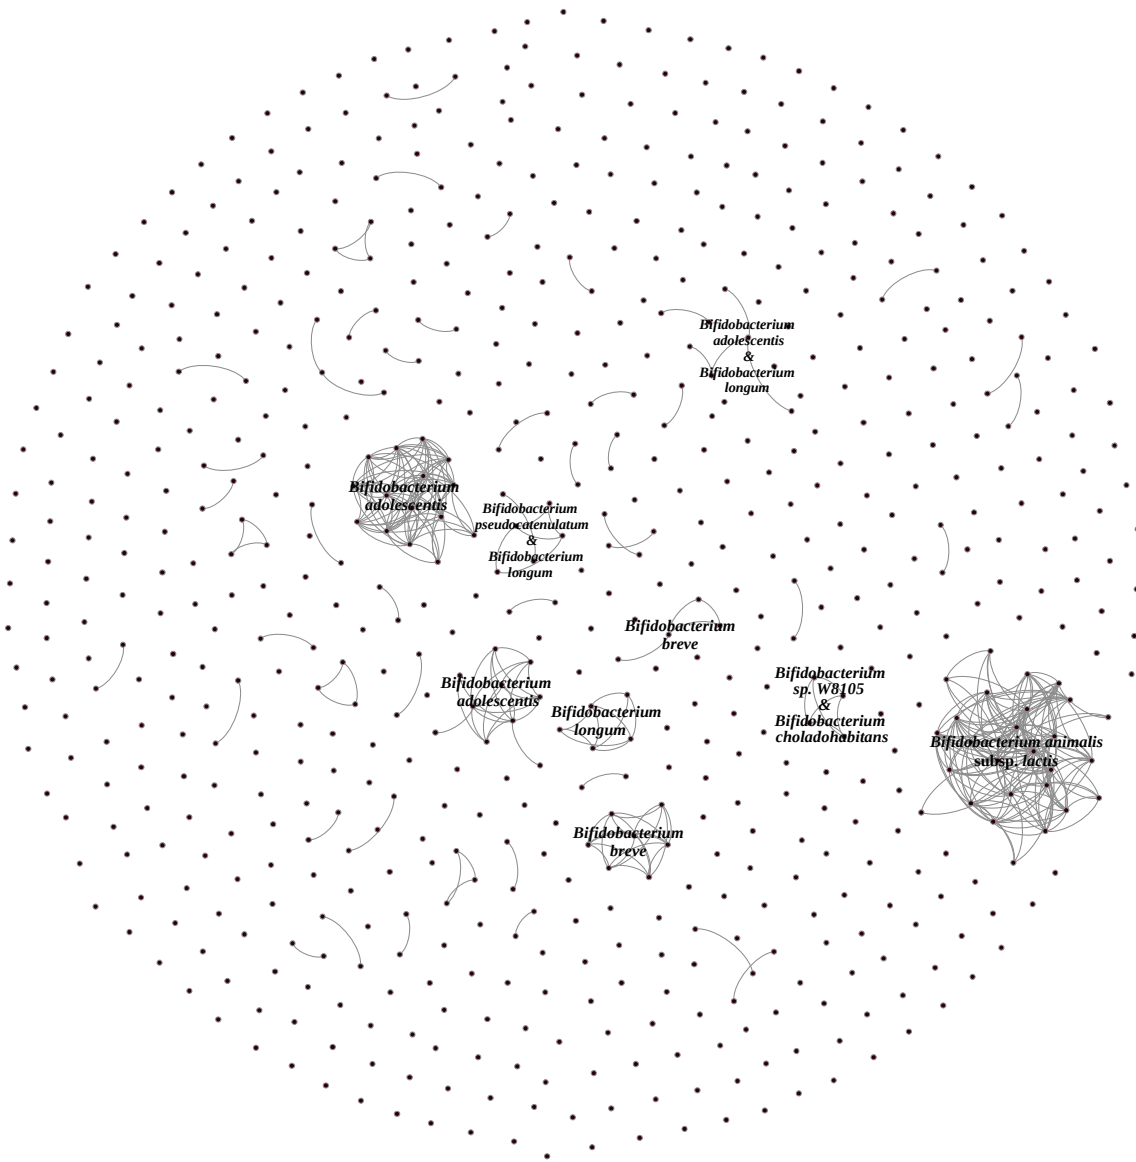 Bifidobacterium
adolescentis
&
Bifidobacterium
longum
Bifidobacterium
adolescentis
Bifidobacterium
pseudocatenulatum
&
Bifidobacterium
longum
Bifidobacterium
breve
Bifidobacterium
adolescentis
Bifidobacterium
longum
Bifidobacterium
sp. W8105
&
Bifidobacterium
choladohabitans
Bifidobacterium animalis
subsp. lactis
Bifidobacterium
breve